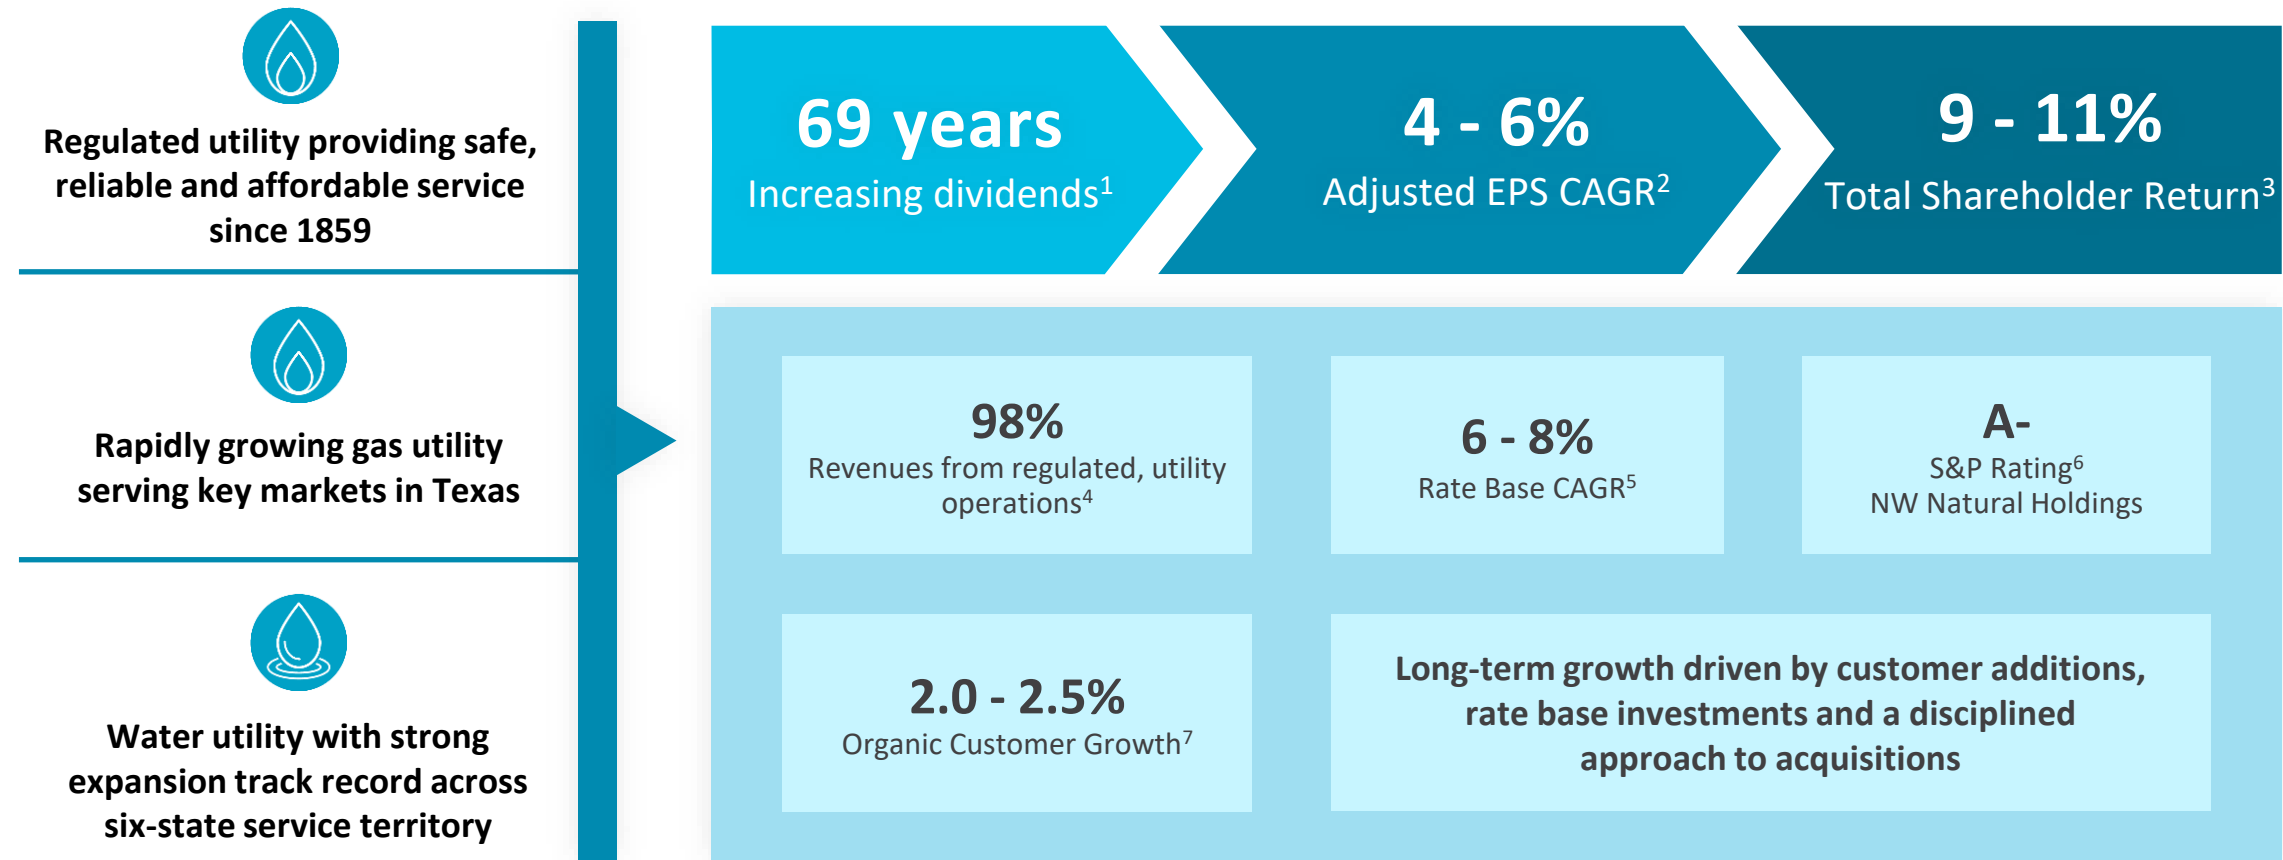 Regulated utility providing safe,
reliable and affordable service
since 1859
Rapidly growing gas utility
serving key markets in Texas
Water utility with strong
expansion track record across
six-state service territory
69 years
Increasing dividends¹
4 - 6%
Adjusted EPS CAGR²
9 - 11%
Total Shareholder Return³
98%
Revenues from regulated, utility
operations⁴
6 - 8%
Rate Base CAGR⁵
A-
S&P Rating⁶
NW Natural Holdings
2.0 - 2.5%
Organic Customer Growth⁷
Long-term growth driven by customer additions,
rate base investments and a disciplined
approach to acquisitions